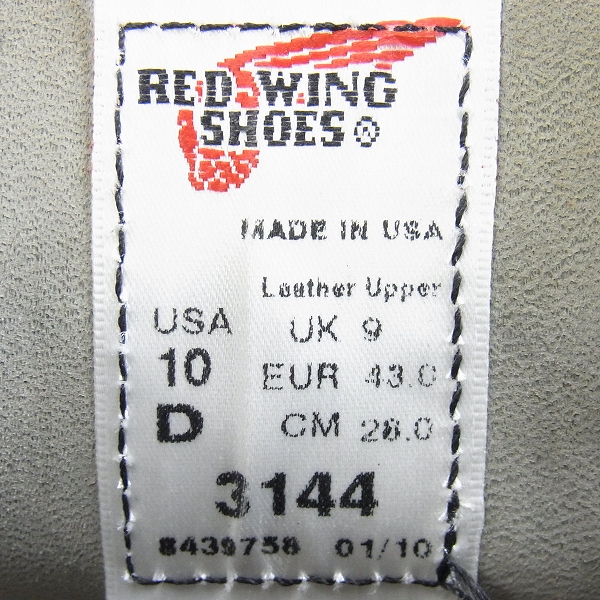 RED WING
SHOES®
MADE IN USA
Leather Upper
USA
10
D
UK 9
EUR 43.0
CM 28.0
3144
8439758 01/10